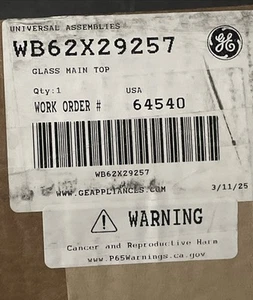 UNIVERSAL ASSEMBLIES
WB62X29257
GE
GLASS MAIN TOP
Qty:1 USA
WORK ORDER # 64540
WB62X29257
WWW.GEAPPLIANCES.COM 3/11/25
WARNING
Cancer and Reproductive Harm
www.P65Warnings.ca.gov